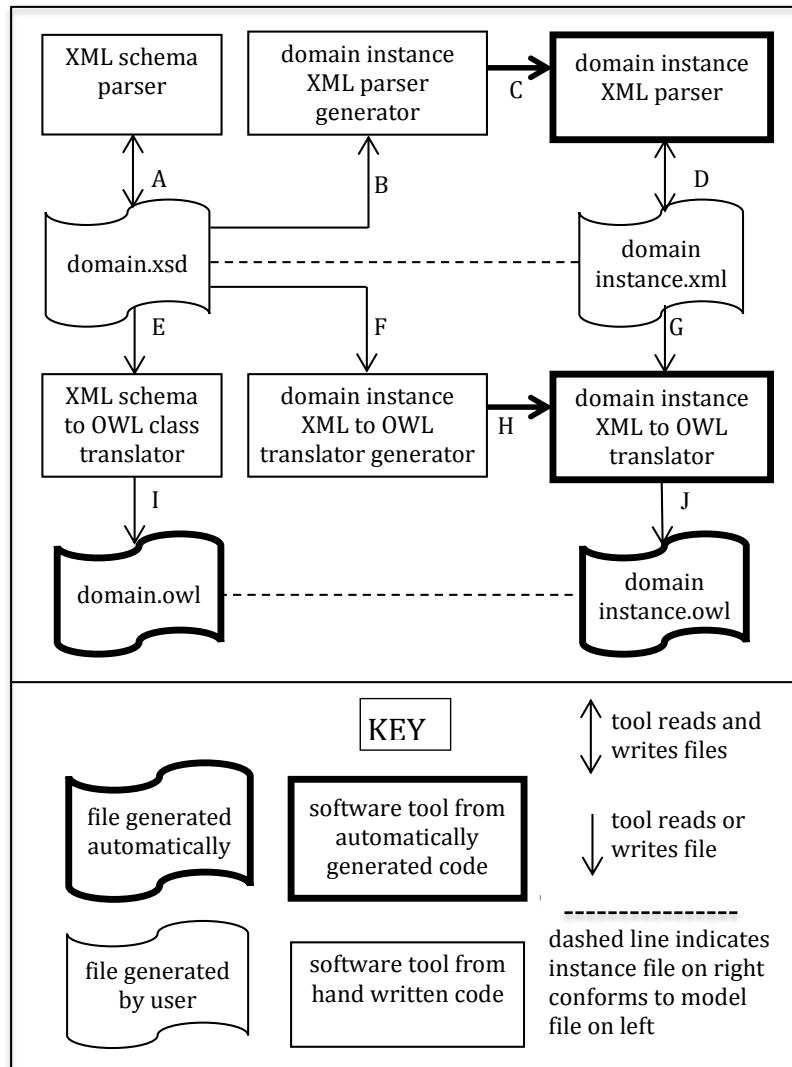 XML schema
parser
domain instance
XML parser
generator
C
domain instance
XML parser
A
B
D
domain.xsd
domain
instance.xml
E
F
G
XML schema
to OWL class
translator
domain instance
XML to OWL
translator generator
H
domain instance
XML to OWL
translator
I
J
domain.owl
domain
instance.owl
KEY
tool reads and
writes files
file generated
automatically
software tool from
automatically
generated code
tool reads or
writes file
file generated
by user
software tool from
hand written code
dashed line indicates
instance file on right
conforms to model
file on left